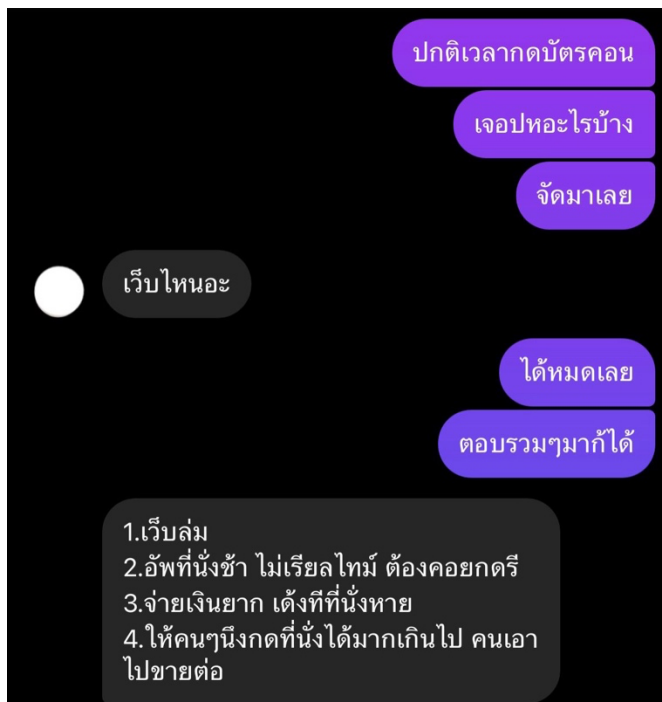 ปกติเวลากดบัตรคอน
เจอปหอะไรบ้าง
จัดมาเลย
เว็บไหนอะ
ได้หมดเลย
ตอบรวมๆมาก้ได้
1.เว็บล่ม
2.อัพที่นั่งช้า ไม่เรียลไทม์ ต้องคอยกดรี
3.จ่ายเงินยาก เด้งทีที่นั่งหาย
4.ให้คนๆนึงกดที่นั่งได้มากเกินไป คนเอา
ไปขายต่อ